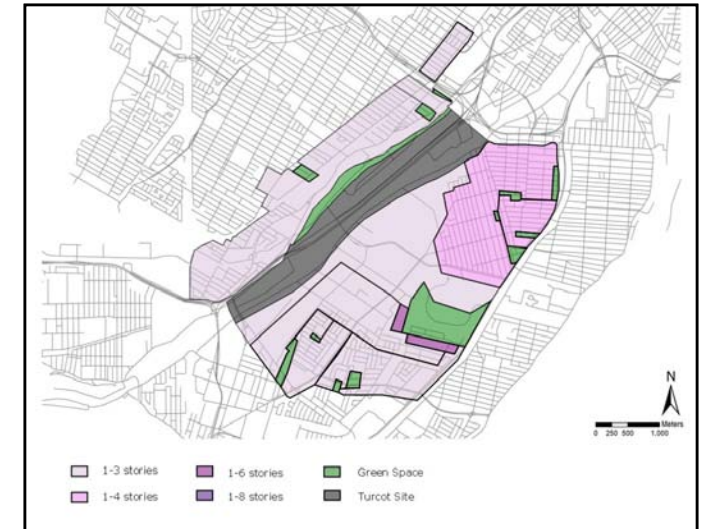 N
Meters
0 250 500 1,000
1-3 stories
1-6 stories
Green Space
1-4 stories
1-8 stories
Turcot Site